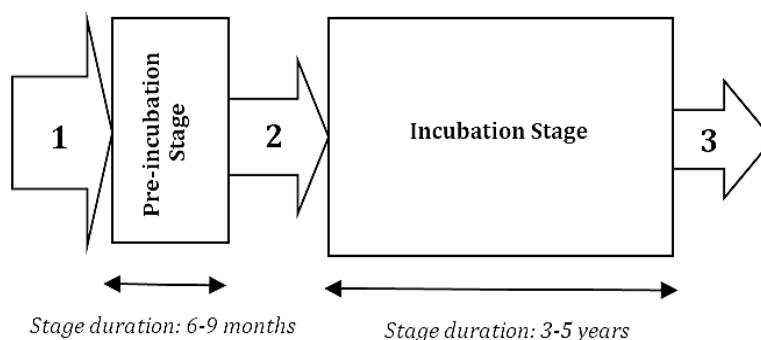 1
Pre-incubation
Stage
2
Incubation Stage
3
Stage duration: 6-9 months
Stage duration: 3-5 years